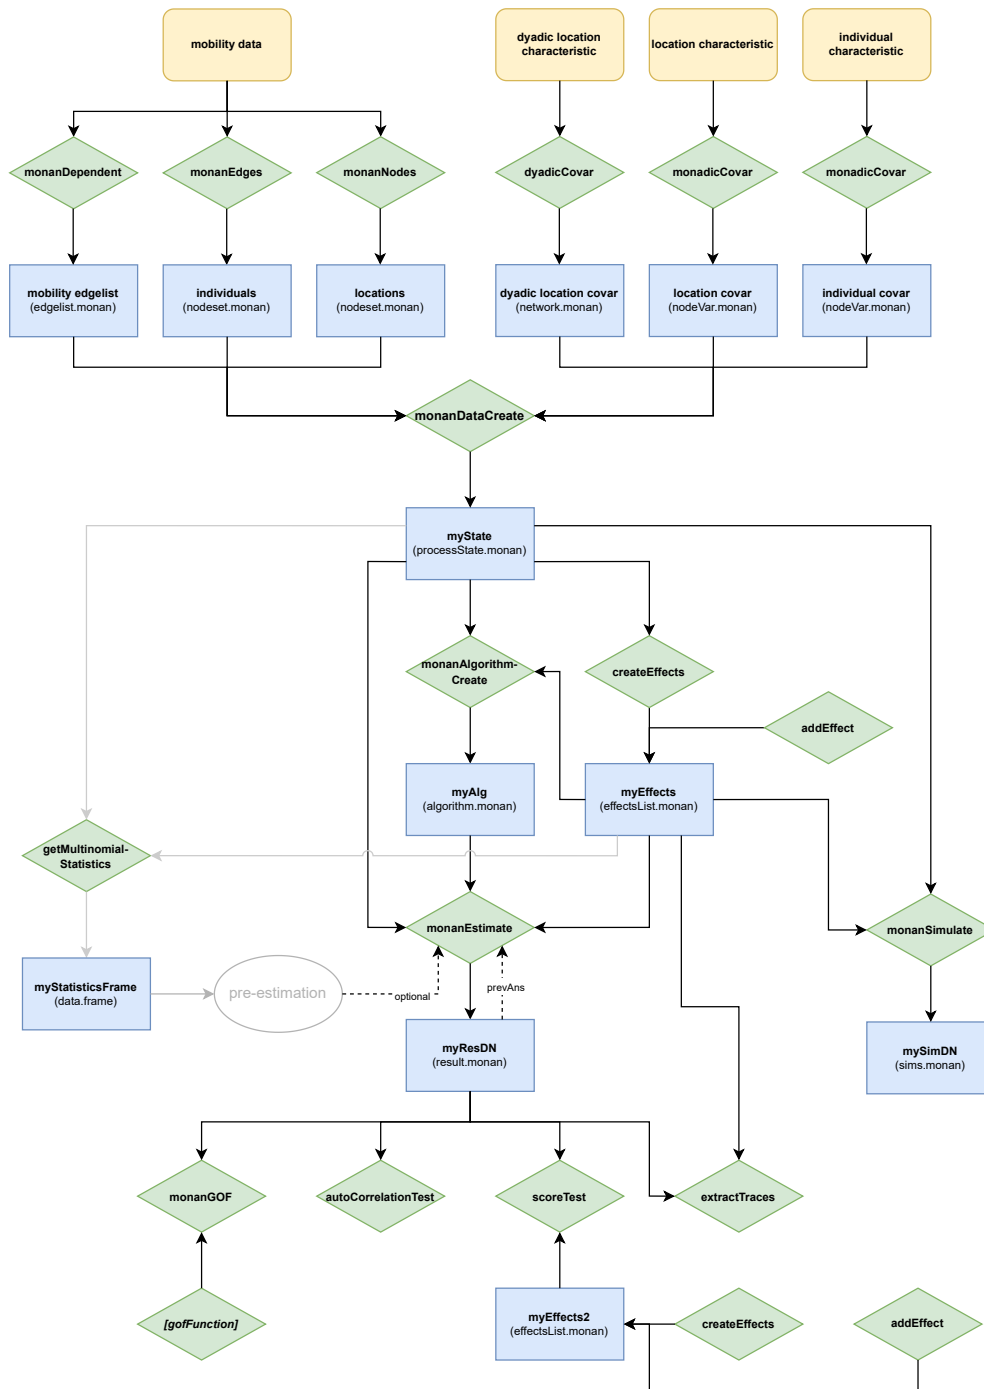 mobility data
dyadic location
characteristic
location characteristic
individual
characteristic
monanDependent
monanEdges
monanNodes
dyadicCovar
monadicCovar
monadicCovar
mobility edgelist
(edgelist.monan)
individuals
(nodeset.monan)
locations
(nodeset.monan)
dyadic location covar
(network.monan)
location covar
(nodeVar.monan)
individual covar
(nodeVar.monan)
monanDataCreate
myState
(processState.monan)
monanAlgorithm-
Create
createEffects
addEffect
myAlg
(algorithm.monan)
myEffects
(effectsList.monan)
getMultinomial-
Statistics
monanEstimate
monanSimulate
myStatisticsFrame
(data.frame)
pre-estimation
optional
prevAns
myResDN
(result.monan)
mySimDN
(sims.monan)
monanGOF
autoCorrelationTest
scoreTest
extractTraces
[gofFunction]
myEffects2
(effectsList.monan)
createEffects
addEffect